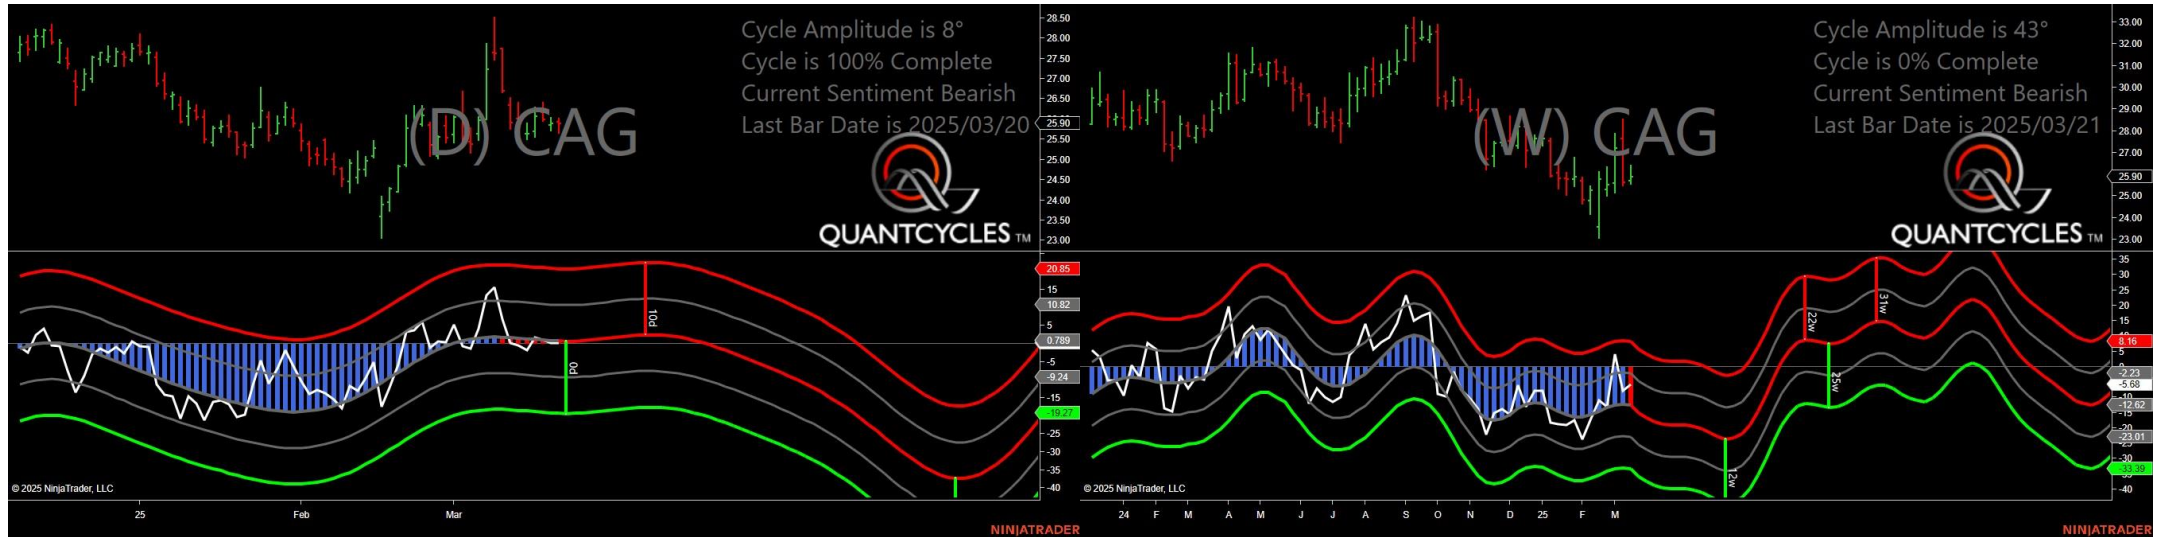 Cycle Amplitude is 8°
Cycle is 100% Complete
Current Sentiment Bearish
Last Bar Date is 2025/03/20
(D) CAG
QUANTCYCLES TM
28.50
28.00
27.50
27.00
26.50
25.90
25.50
25.00
24.50
24.00
23.50
23.00
20.85
15
10.82
5
0.789
-5
-9.24
-15
-19.27
-25
-30
-35
-40
10d
0d
© 2025 NinjaTrader, LLC
25
Feb
Mar
NINJATRADER
Cycle Amplitude is 43°
Cycle is 0% Complete
Current Sentiment Bearish
Last Bar Date is 2025/03/21
(W) CAG
QUANTCYCLES TM
33.00
32.00
31.00
30.00
29.00
28.00
27.00
25.90
25.00
24.00
23.00
35
30
25
20
15
8.16
5
-2.23
-5.68
-12.62
-20
-23.01
-30
-33.39
-40
22w
31w
25w
12w
© 2025 NinjaTrader, LLC
24
F
M
A
M
J
J
A
S
O
N
D
25
F
M
NINJATRADER